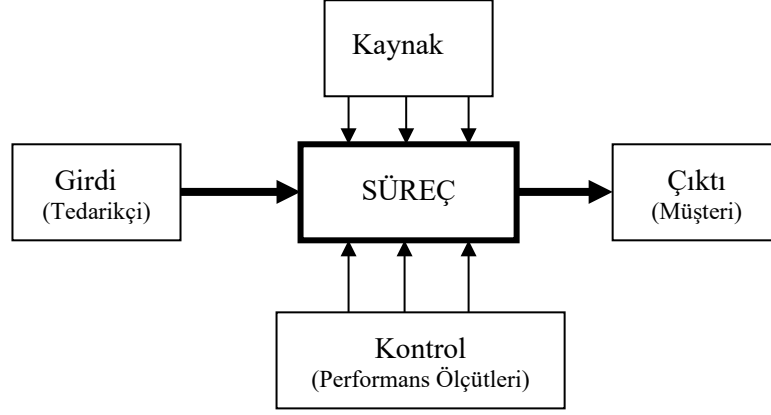 Kaynak
Girdi
(Tedarikçi)
SÜREÇ
Çıktı
(Müşteri)
Kontrol
(Performans Ölçütleri)